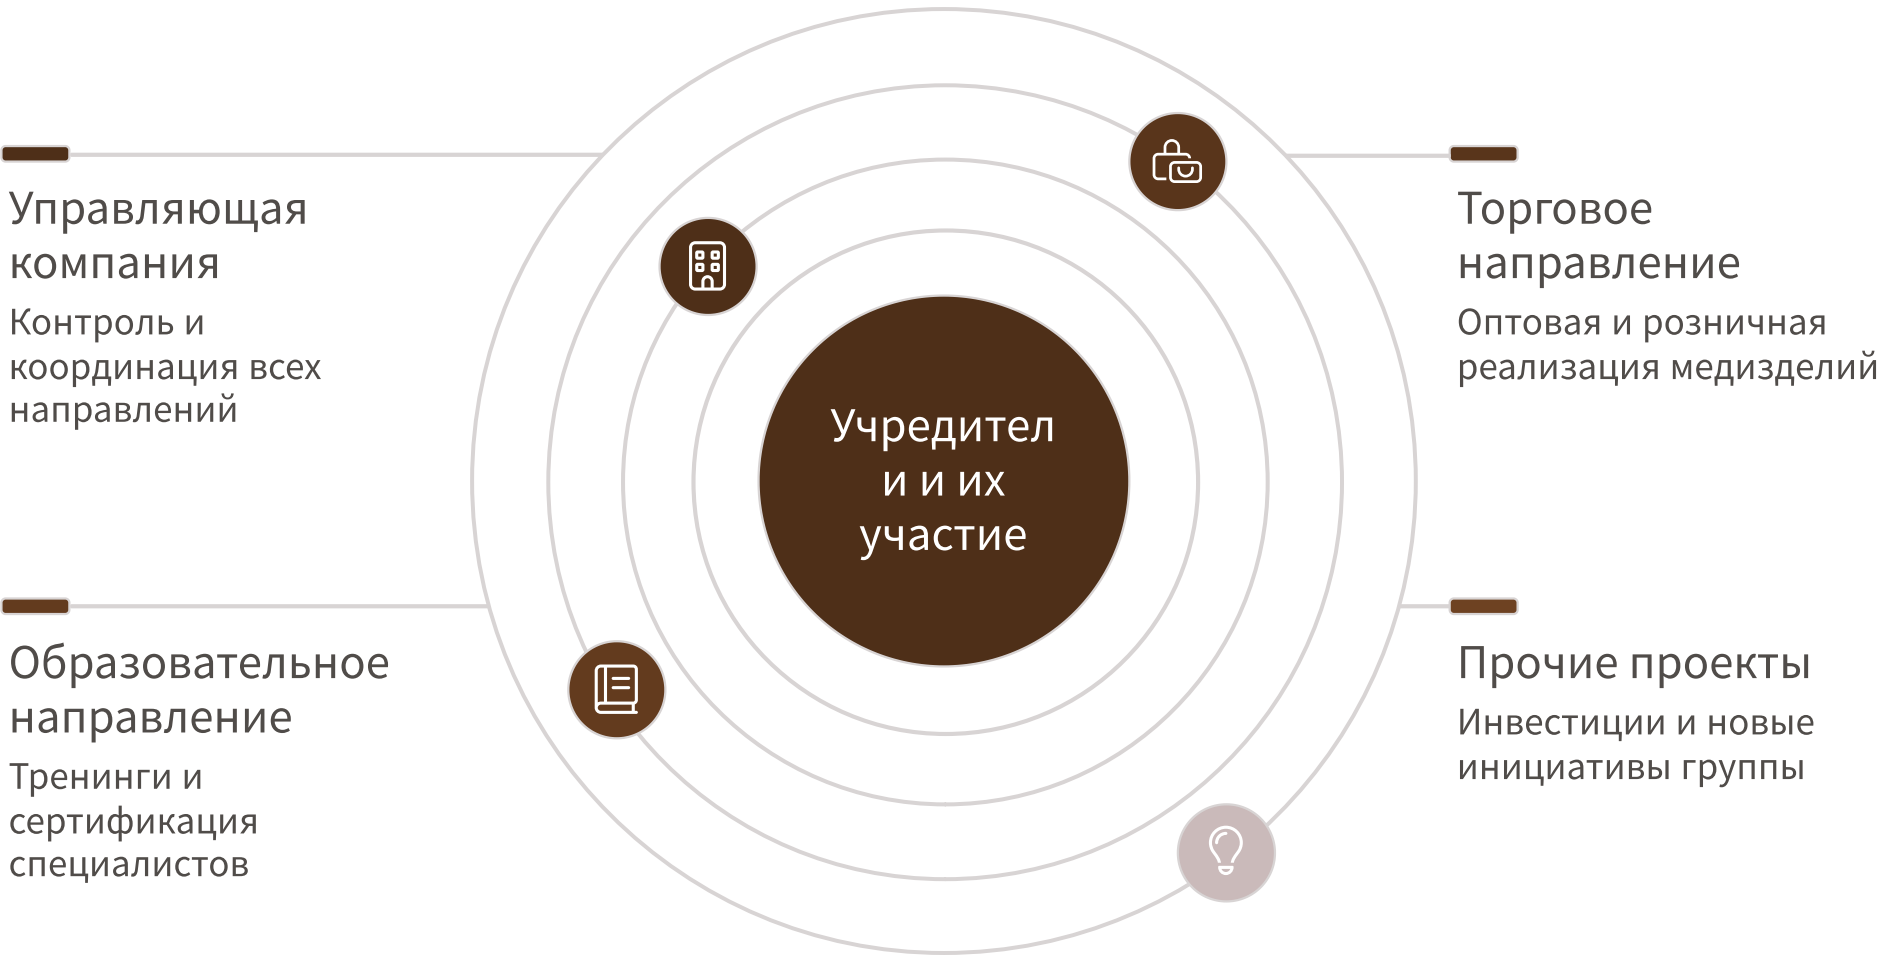 Управляющая
компания
Контроль и
координация всех
направлений
Торговое
направление
Оптовая и розничная
реализация медизделий
Учредител
и и их
участие
Образовательное
направление
Тренинги и
сертификация
специалистов
Прочие проекты
Инвестиции и новые
инициативы группы